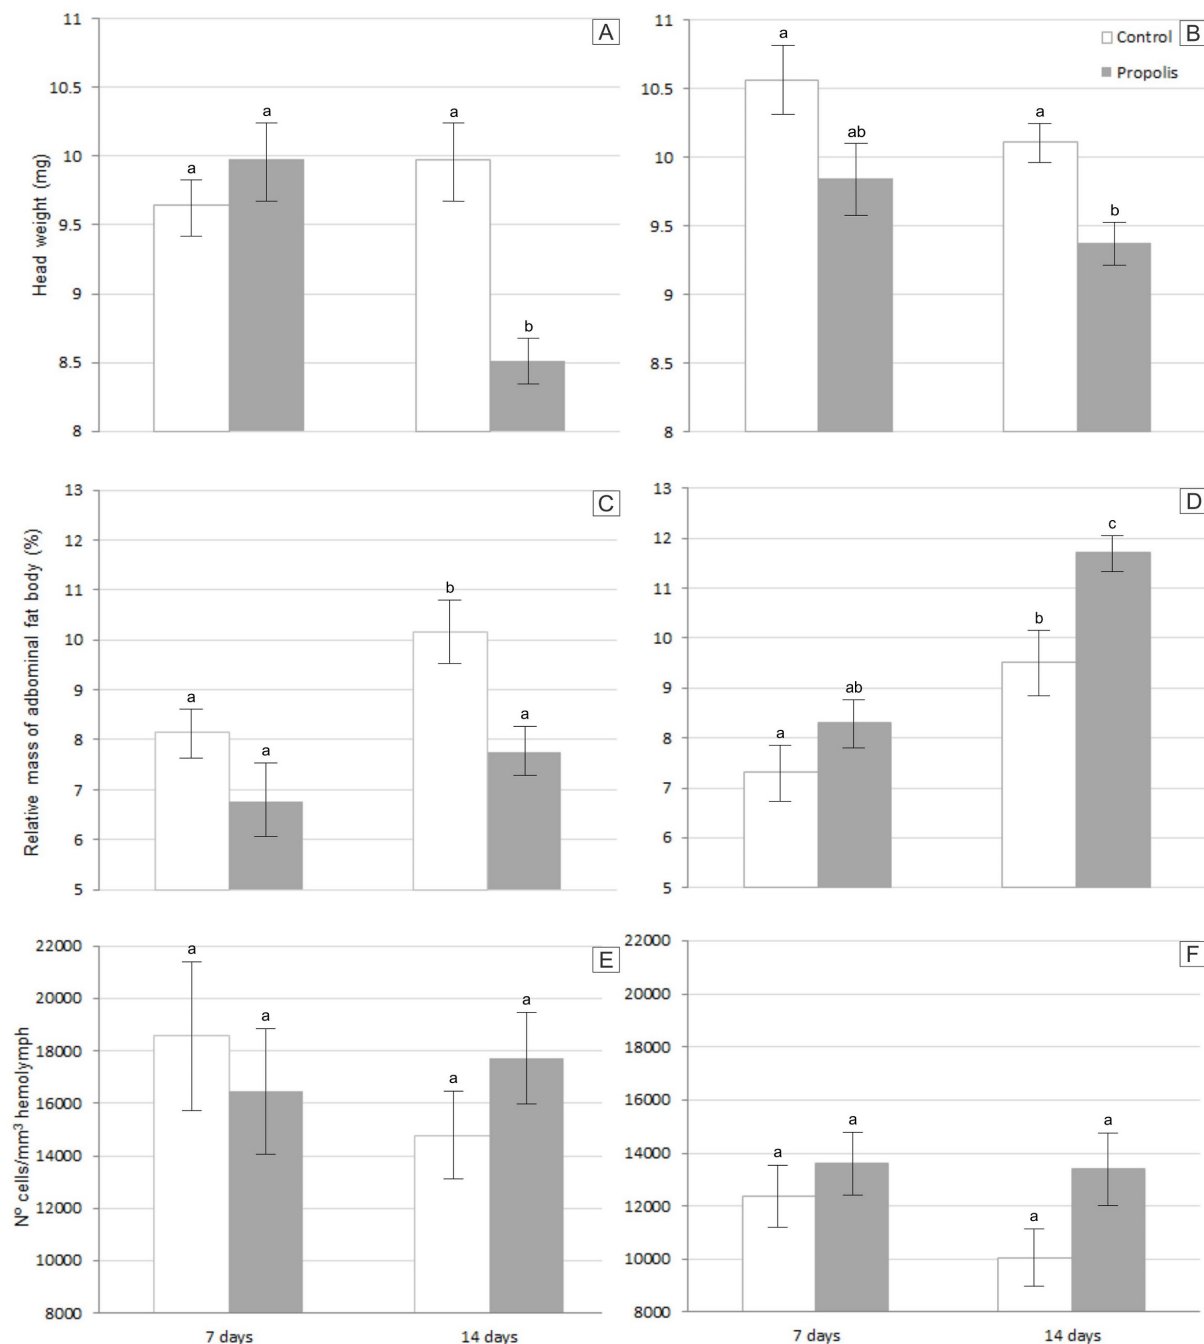 A
Head weight (mg)
11
10.5
10
9.5
9
8.5
8
a
a
a
b
B
Control
Propolis
11
10.5
10
9.5
9
8.5
8
a
ab
a
b
C
Relative mass of adbominal fat body (%)
13
12
11
10
9
8
7
6
5
a
a
b
a
D
13
12
11
10
9
8
7
6
5
a
ab
b
c
E
Nº cells/mm³ hemolymph
22000
20000
18000
16000
14000
12000
10000
8000
a
a
a
a
7 days
14 days
F
22000
20000
18000
16000
14000
12000
10000
8000
a
a
a
a
7 days
14 days